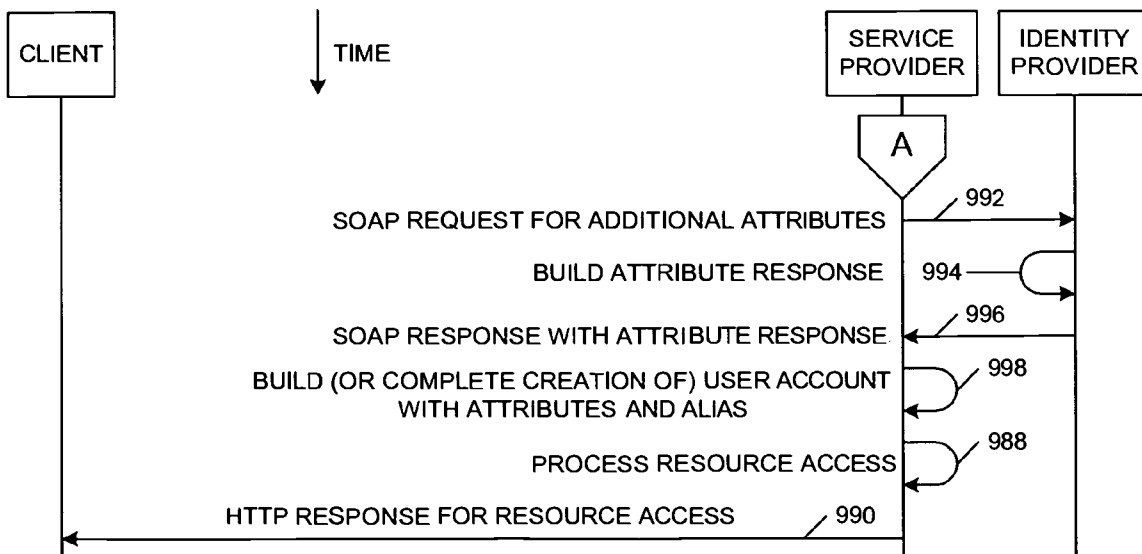 CLIENT
TIME
SERVICE
PROVIDER
IDENTITY
PROVIDER
A
SOAP REQUEST FOR ADDITIONAL ATTRIBUTES
992
BUILD ATTRIBUTE RESPONSE
994
SOAP RESPONSE WITH ATTRIBUTE RESPONSE
996
BUILD (OR COMPLETE CREATION OF) USER ACCOUNT
WITH ATTRIBUTES AND ALIAS
998
PROCESS RESOURCE ACCESS
988
HTTP RESPONSE FOR RESOURCE ACCESS
990